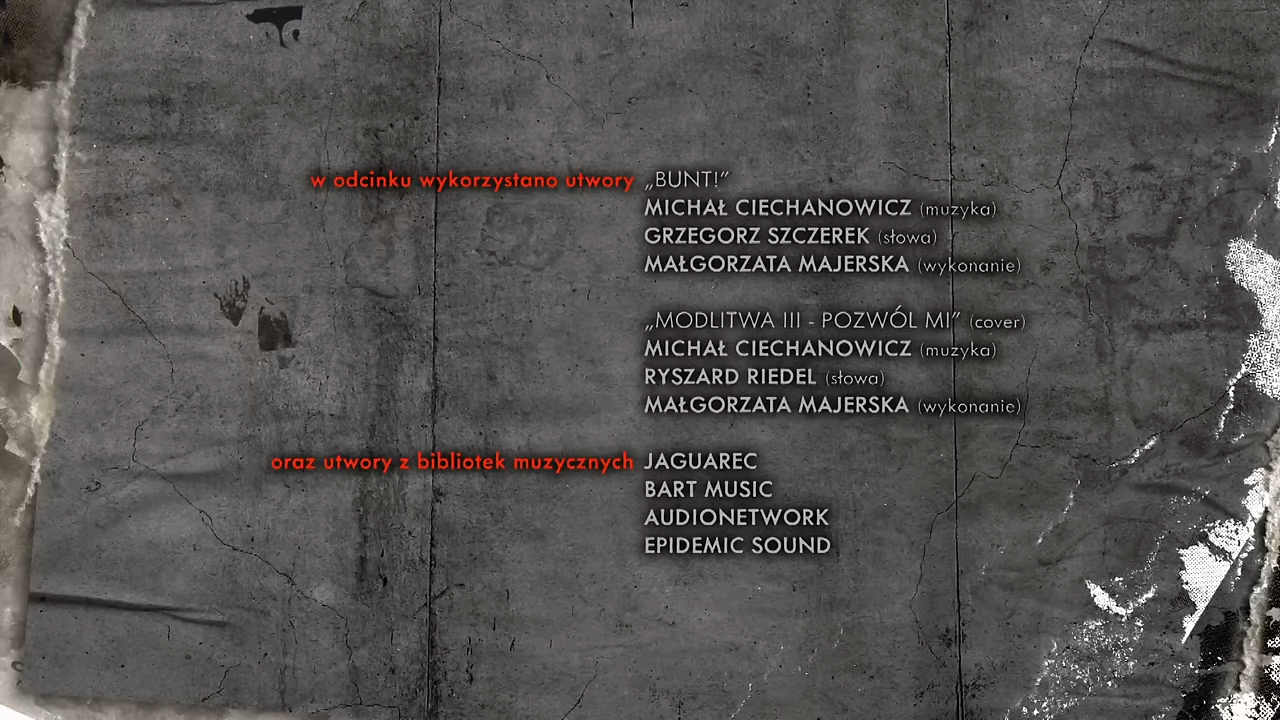 w odcinku wykorzystano utwory „BUNT!”
MICHAŁ CIECHANOWICZ (muzyka)
GRZEGORZ SZCZEREK (słowa)
MAŁGORZATA MAJERSKA (wykonanie)
„MODLITWA III - POZWÓL MI” (cover)
MICHAŁ CIECHANOWICZ (muzyka)
RYSZARD RIEDEL (słowa)
MAŁGORZATA MAJERSKA (wykonanie)
oraz utwory z bibliotek muzycznych JAGUAREC
BART MUSIC
AUDIONETWORK
EPIDEMIC SOUND